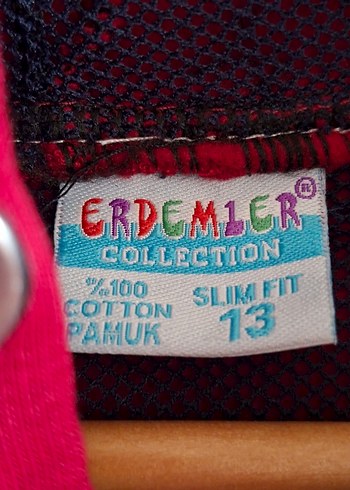 ERDEMLER®
COLLECTION
%100
COTTON
PAMUK
SLIM FIT
13